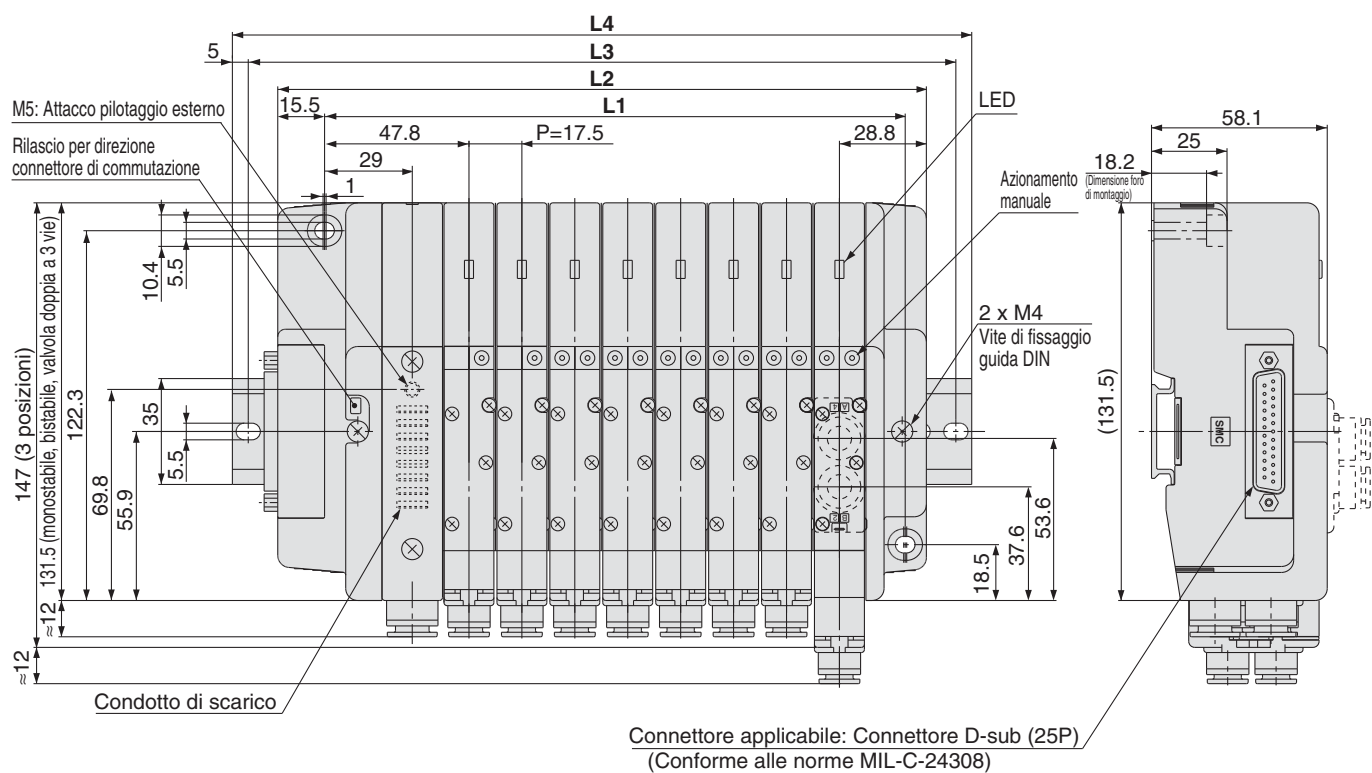 L4
5
L3
L2
M5: Attacco pilotaggio esterno
15.5
L1
LED
58.1
Rilascio per direzione
connettore di commutazione
47.8
P=17.5
28.8
25
29
18.2
(Dimensione foro
di montaggio)
Azionamento
manuale
1
10.4
5.5
2 x M4
Vite di fissaggio
guida DIN
147 (3 posizioni)
131.5 (monostabile, bistabile, valvola doppia a 3 vie)
122.3
69.8
55.9
35
5.5
(131.5)
SMC
18.5
37.6
53.6
≈12
≈12
Condotto di scarico
Connettore applicabile: Connettore D-sub (25P)
(Conforme alle norme MIL-C-24308)